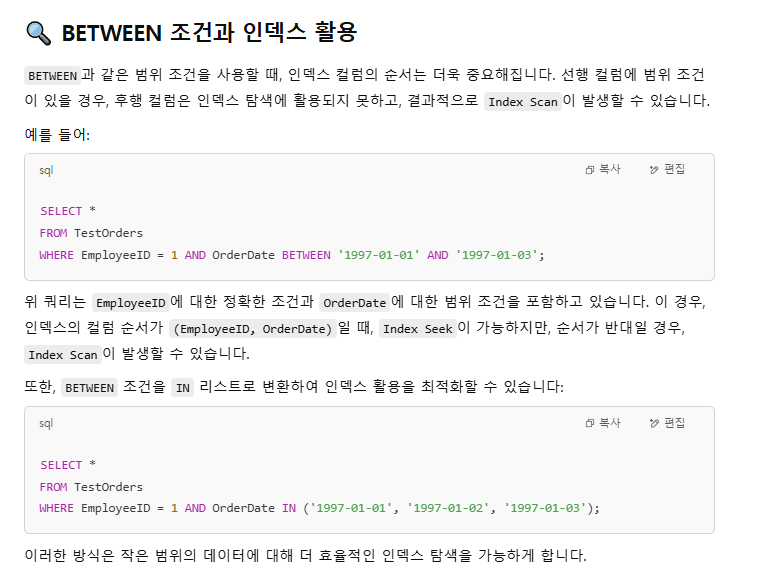 🔍 BETWEEN 조건과 인덱스 활용
BETWEEN과 같은 범위 조건을 사용할 때, 인덱스 컬럼의 순서는 더욱 중요해집니다. 선행 컬럼에 범위 조건
이 있을 경우, 후행 컬럼은 인덱스 탐색에 활용되지 못하고, 결과적으로 Index Scan이 발생할 수 있습니다.
예를 들어:
sql 복사 편집
SELECT *
FROM TestOrders
WHERE EmployeeID = 1 AND OrderDate BETWEEN '1997-01-01' AND '1997-01-03';
위 쿼리는 EmployeeID에 대한 정확한 조건과 OrderDate에 대한 범위 조건을 포함하고 있습니다. 이 경우,
인덱스의 컬럼 순서가 (EmployeeID, OrderDate)일 때, Index Seek이 가능하지만, 순서가 반대일 경우,
Index Scan이 발생할 수 있습니다.
또한, BETWEEN 조건을 IN 리스트로 변환하여 인덱스 활용을 최적화할 수 있습니다:
sql 복사 편집
SELECT *
FROM TestOrders
WHERE EmployeeID = 1 AND OrderDate IN ('1997-01-01', '1997-01-02', '1997-01-03');
이러한 방식은 작은 범위의 데이터에 대해 더 효율적인 인덱스 탐색을 가능하게 합니다.